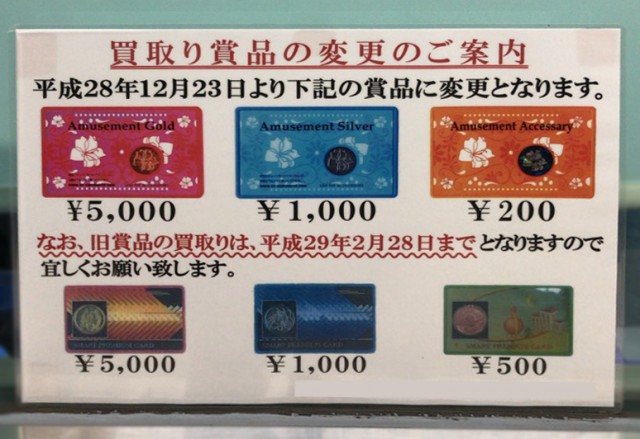 買取り賞品の変更のご案内
平成28年12月23日より下記の賞品に変更となります。
Amusement Gold Amusement Silver Amusement Accessary
¥5,000 ¥1,000 ¥200
なお、旧賞品の買取りは、平成29年2月28日までとなりますので
宜しくお願い致します。
¥5,000 ¥1,000 ¥500